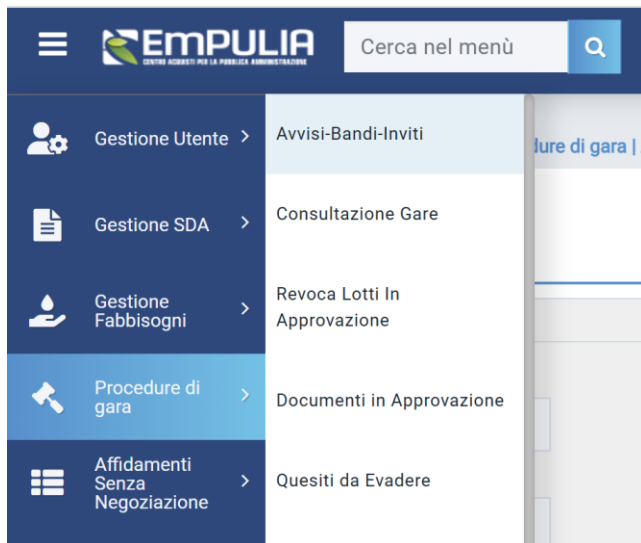 EmPULIA
CENTRO ACQUISTI PER LA PUBBLICA AMMINISTRAZIONE
Cerca nel menù
Gestione Utente
Gestione SDA
Gestione
Fabbisogni
Procedure di
gara
Affidamenti
Senza
Negoziazione
Avvisi-Bandi-Inviti
Consultazione Gare
Revoca Lotti In
Approvazione
Documenti in Approvazione
Quesiti da Evadere
dure di gara |